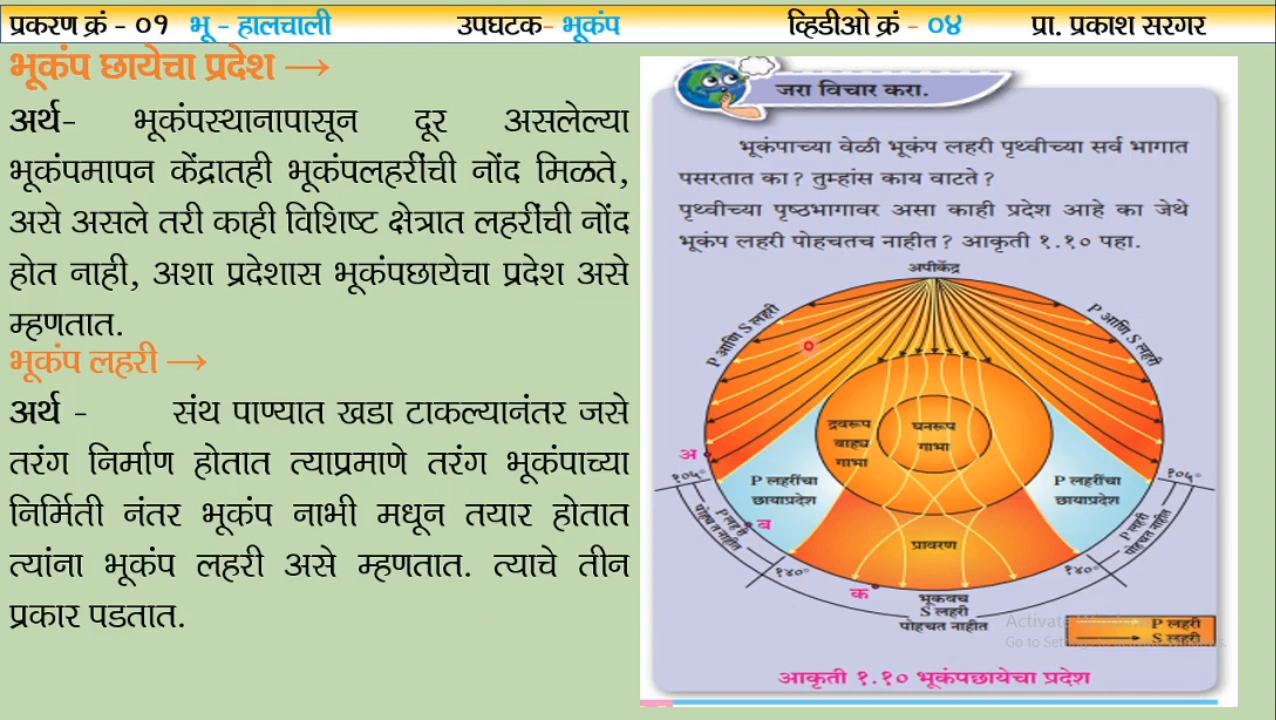 प्रकरण क्रं - ०१ भू - हालचाली उपघटक- भूकंप व्हिडीओ क्रं - ०४ प्रा. प्रकाश सरगर
भूकंप छायेचा प्रदेश →
अर्थ- भूकंपस्थानापासून दूर असलेल्या
भूकंपमापन केंद्रातही भूकंपलहरींची नोंद मिळते,
असे असले तरी काही विशिष्ट क्षेत्रात लहरींची नोंद
होत नाही, अशा प्रदेशास भूकंपछायेचा प्रदेश असे
म्हणतात.
भूकंप लहरी →
अर्थ - संथ पाण्यात खडा टाकल्यानंतर जसे
तरंग निर्माण होतात त्याप्रमाणे तरंग भूकंपाच्या
निर्मिती नंतर भूकंप नाभी मधून तयार होतात
त्यांना भूकंप लहरी असे म्हणतात. त्याचे तीन
प्रकार पडतात.
जरा विचार करा.
भूकंपाच्या वेळी भूकंप लहरी पृथ्वीच्या सर्व भागात
पसरतात का? तुम्हांस काय वाटते?
पृथ्वीच्या पृष्ठभागावर असा काही प्रदेश आहे का जेथे
भूकंप लहरी पोहचतच नाहीत? आकृती १.१० पहा.
अपीकेंद्र
P आणि S लहरी
P आणि S लहरी
द्रवरूप
बाह्य
गाभा
घनरूप
गाभा
अ
१०५°
१०५°
P लहरींचा
छायाप्रदेश
P लहरींचा
छायाप्रदेश
P लहरी
पोहचत नाहीत
ब
P लहरी
पोहचत नाहीत
प्रावरण
१४०°
१४०°
क
भूकवच
S लहरी
पोहचत नाहीत
P लहरी
S लहरी
आकृती १.१० भूकंपछायेचा प्रदेश